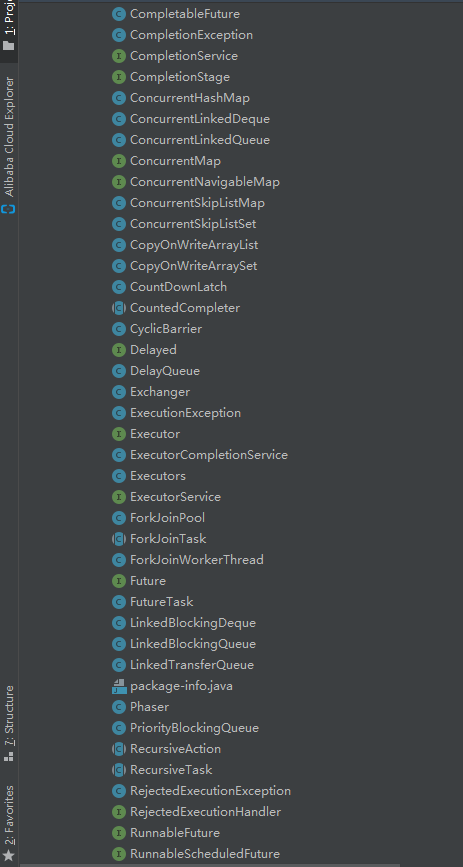 1: Proje
Alibaba Cloud Explorer
7: Structure
2: Favorites
C CompletableFuture
C CompletionException
I CompletionService
I CompletionStage
C ConcurrentHashMap
C ConcurrentLinkedDeque
C ConcurrentLinkedQueue
I ConcurrentMap
I ConcurrentNavigableMap
C ConcurrentSkipListMap
C ConcurrentSkipListSet
C CopyOnWriteArrayList
C CopyOnWriteArraySet
C CountDownLatch
C CountedCompleter
C CyclicBarrier
I Delayed
C DelayQueue
C Exchanger
C ExecutionException
I Executor
C ExecutorCompletionService
C Executors
I ExecutorService
C ForkJoinPool
C ForkJoinTask
C ForkJoinWorkerThread
I Future
C FutureTask
C LinkedBlockingDeque
C LinkedBlockingQueue
C LinkedTransferQueue
package-info.java
C Phaser
C PriorityBlockingQueue
C RecursiveAction
C RecursiveTask
C RejectedExecutionException
I RejectedExecutionHandler
I RunnableFuture
I RunnableScheduledFuture